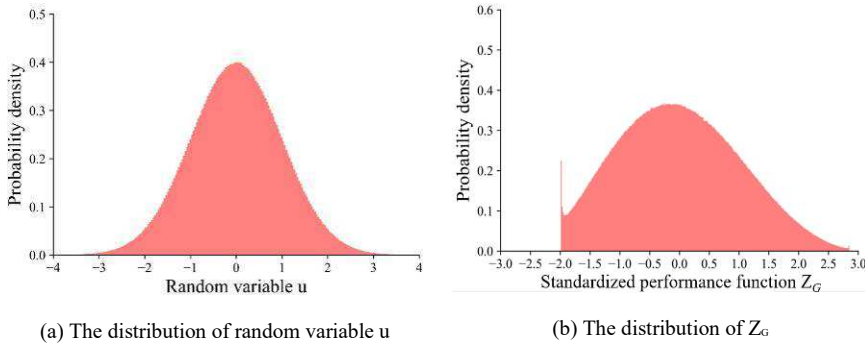 0.5
0.4
0.3
0.2
0.1
0.0
Probability density
−4 −3 −2 −1 0 1 2 3 4
Random variable u
(a) The distribution of random variable u
0.6
0.5
0.4
0.3
0.2
0.1
0.0
Probability density
−3.0 −2.5 −2.0 −1.5 −1.0 −0.5 0.0 0.5 1.0 1.5 2.0 2.5 3.0
Standardized performance function Z_G
(b) The distribution of Z_G